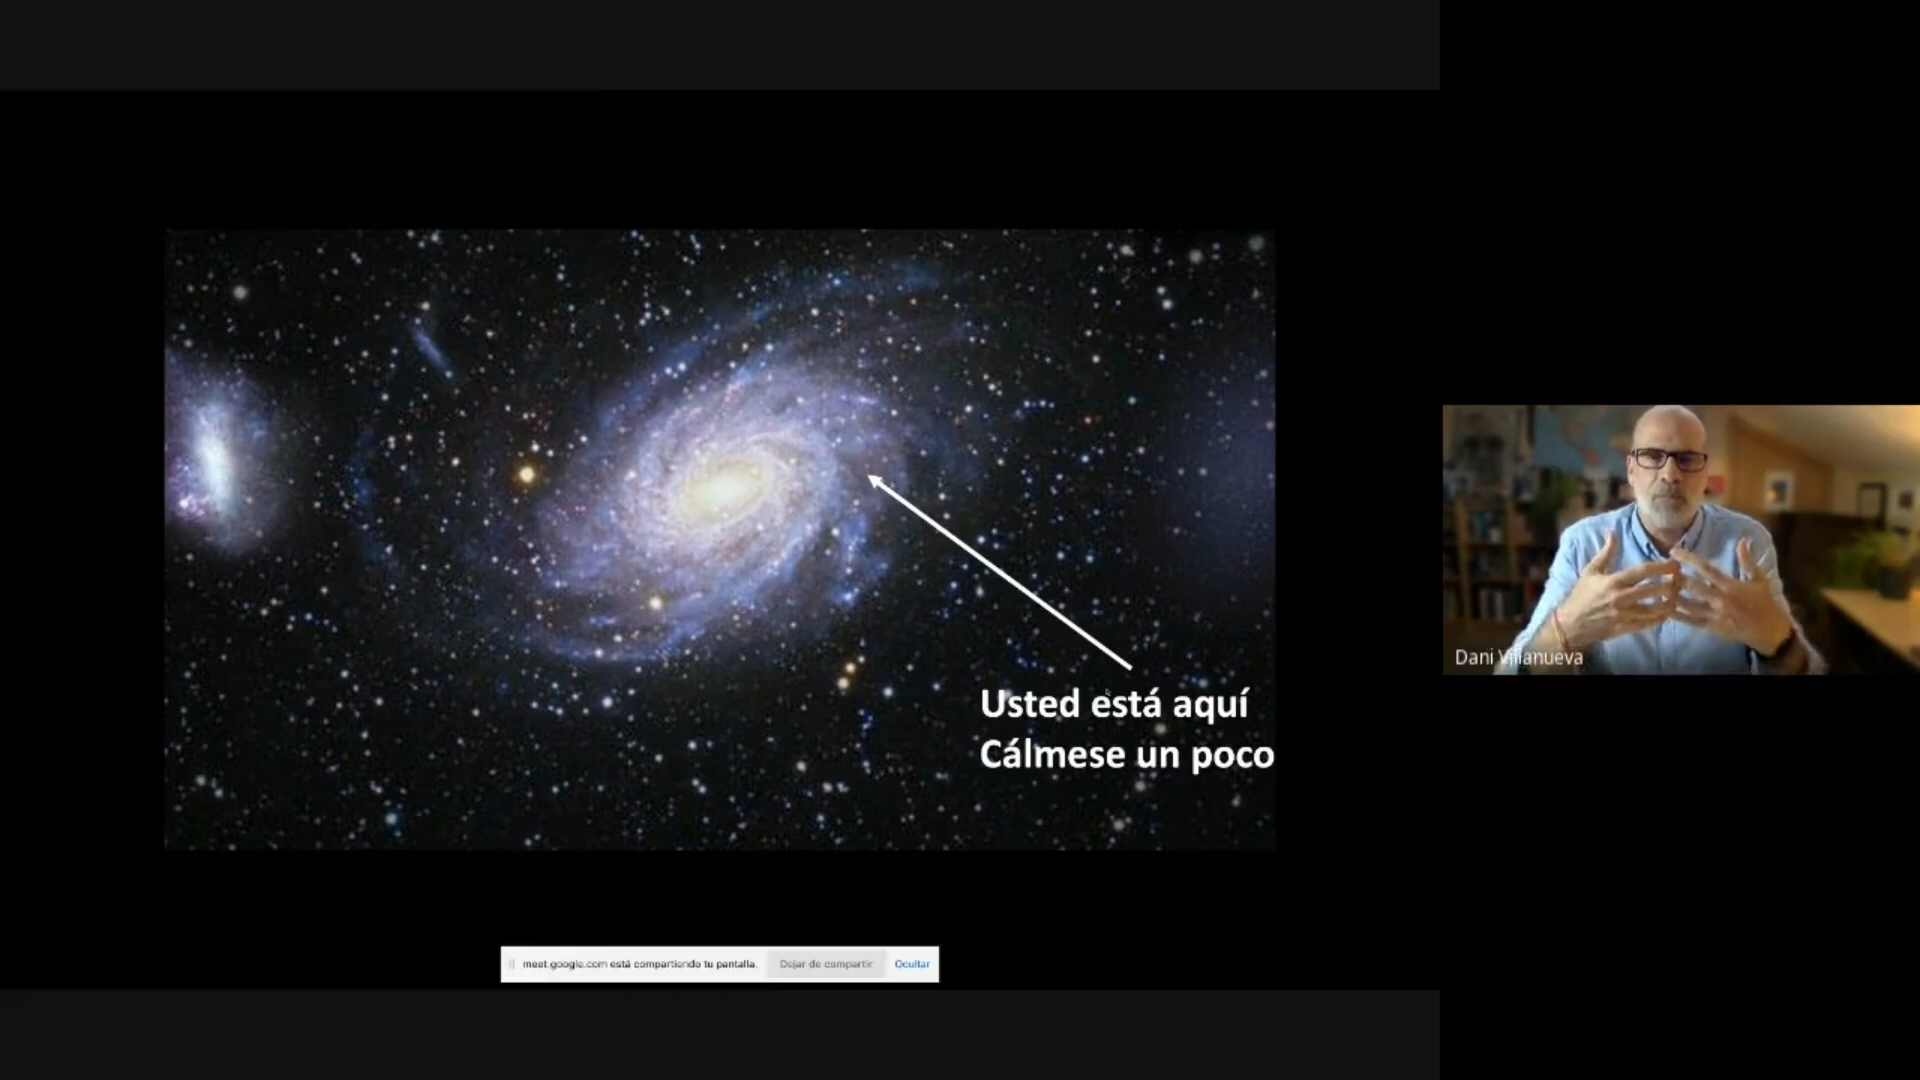 Usted está aquí
Cálmese un poco
Dani Villanueva
meet.google.com está compartiendo tu pantalla.
Dejar de compartir
Ocultar